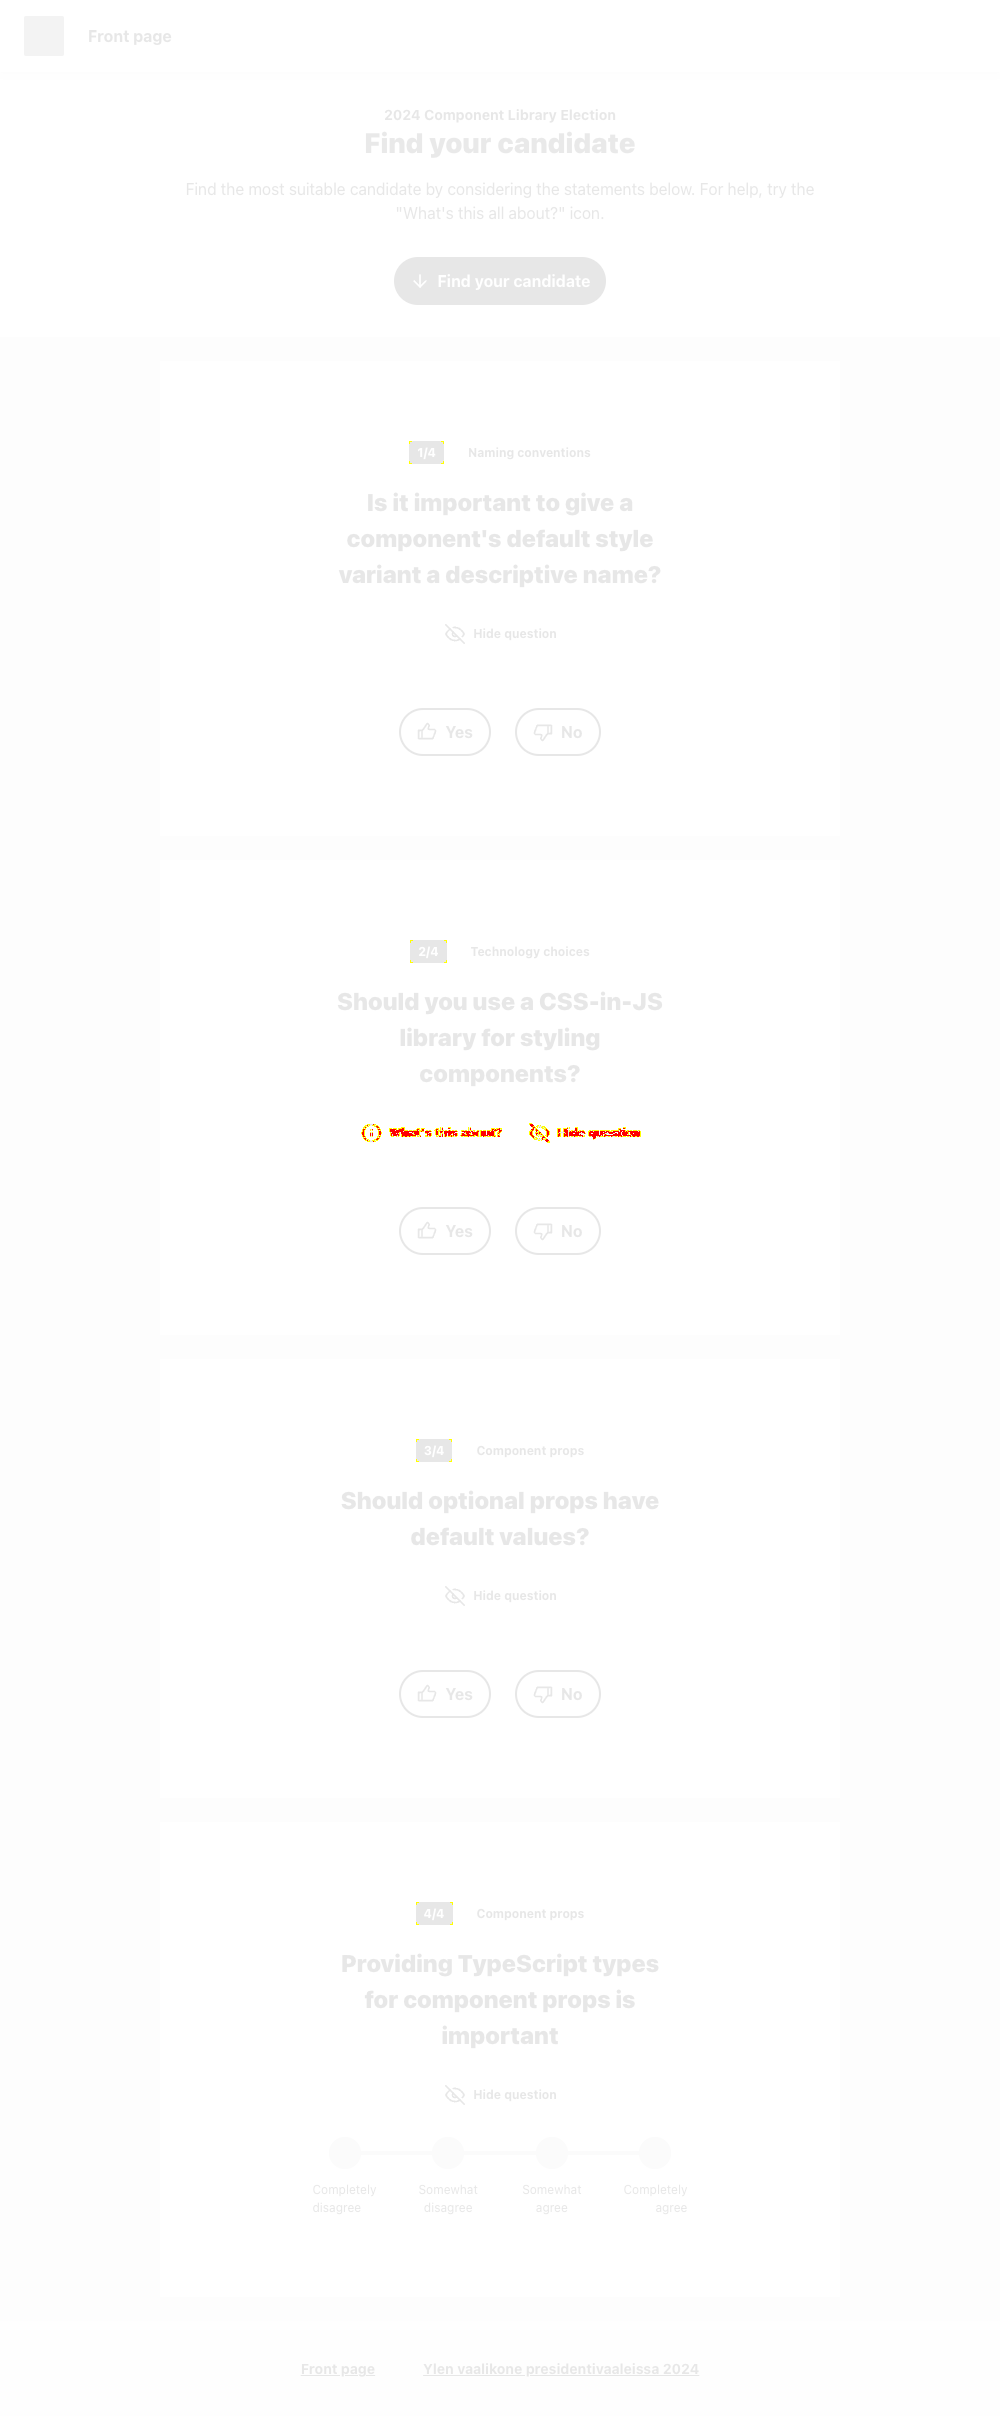 Front page
2024 Component Library Election
Find your candidate
Find the most suitable candidate by considering the statements below. For help, try the
"What's this all about?" icon.
Find your candidate
1/4 Naming conventions
Is it important to give a
component's default style
variant a descriptive name?
Hide question
Yes No
2/4 Technology choices
Should you use a CSS-in-JS
library for styling
components?
What's this about? Hide question
Yes No
3/4 Component props
Should optional props have
default values?
Hide question
Yes No
4/4 Component props
Providing TypeScript types
for component props is
important
Hide question
Completely Somewhat Somewhat Completely
disagree disagree agree agree
Front page Ylen vaalikone presidentivaaleissa 2024